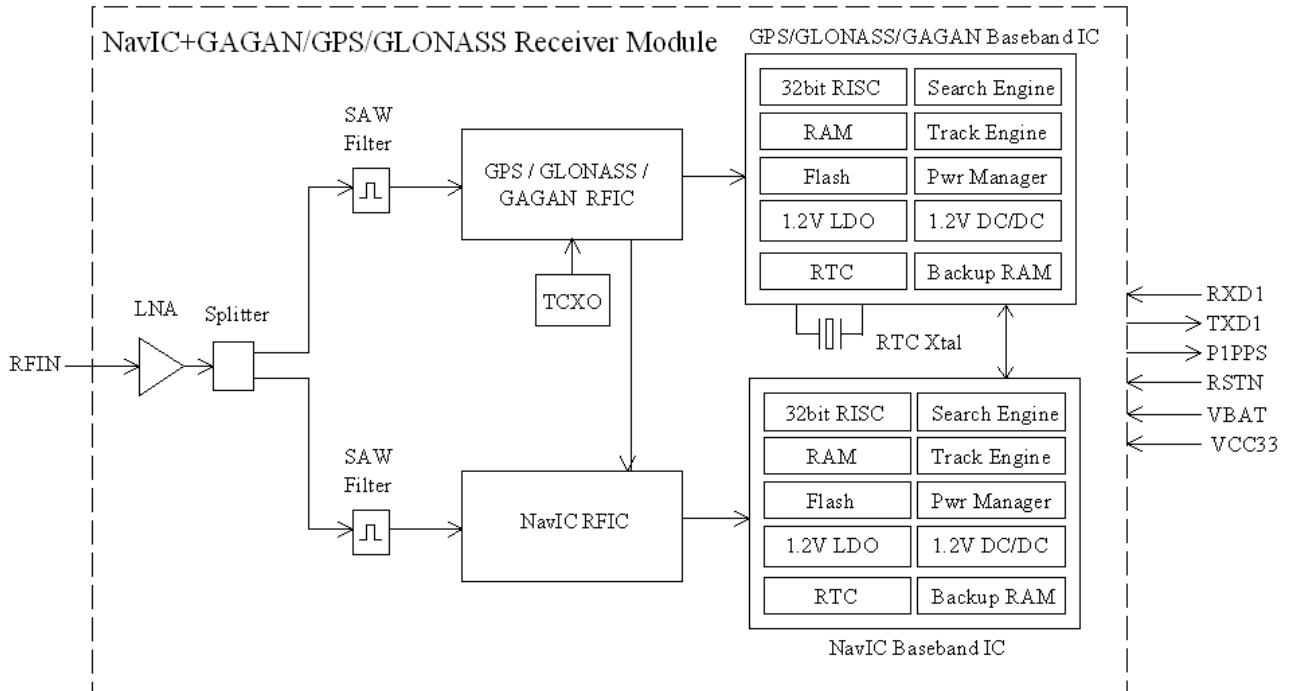 NavIC+GAGAN/GPS/GLONASS Receiver Module
GPS/GLONASS/GAGAN Baseband IC
32bit RISC
Search Engine
RAM
Track Engine
Flash
Pwr Manager
1.2V LDO
1.2V DC/DC
RTC
Backup RAM
SAW
Filter
GPS / GLONASS /
GAGAN RFIC
TCXO
LNA
Splitter
RFIN
RTC Xtal
RXD1
TXD1
P1PPS
RSTN
VBAT
VCC33
SAW
Filter
NavIC RFIC
32bit RISC
Search Engine
RAM
Track Engine
Flash
Pwr Manager
1.2V LDO
1.2V DC/DC
RTC
Backup RAM
NavIC Baseband IC